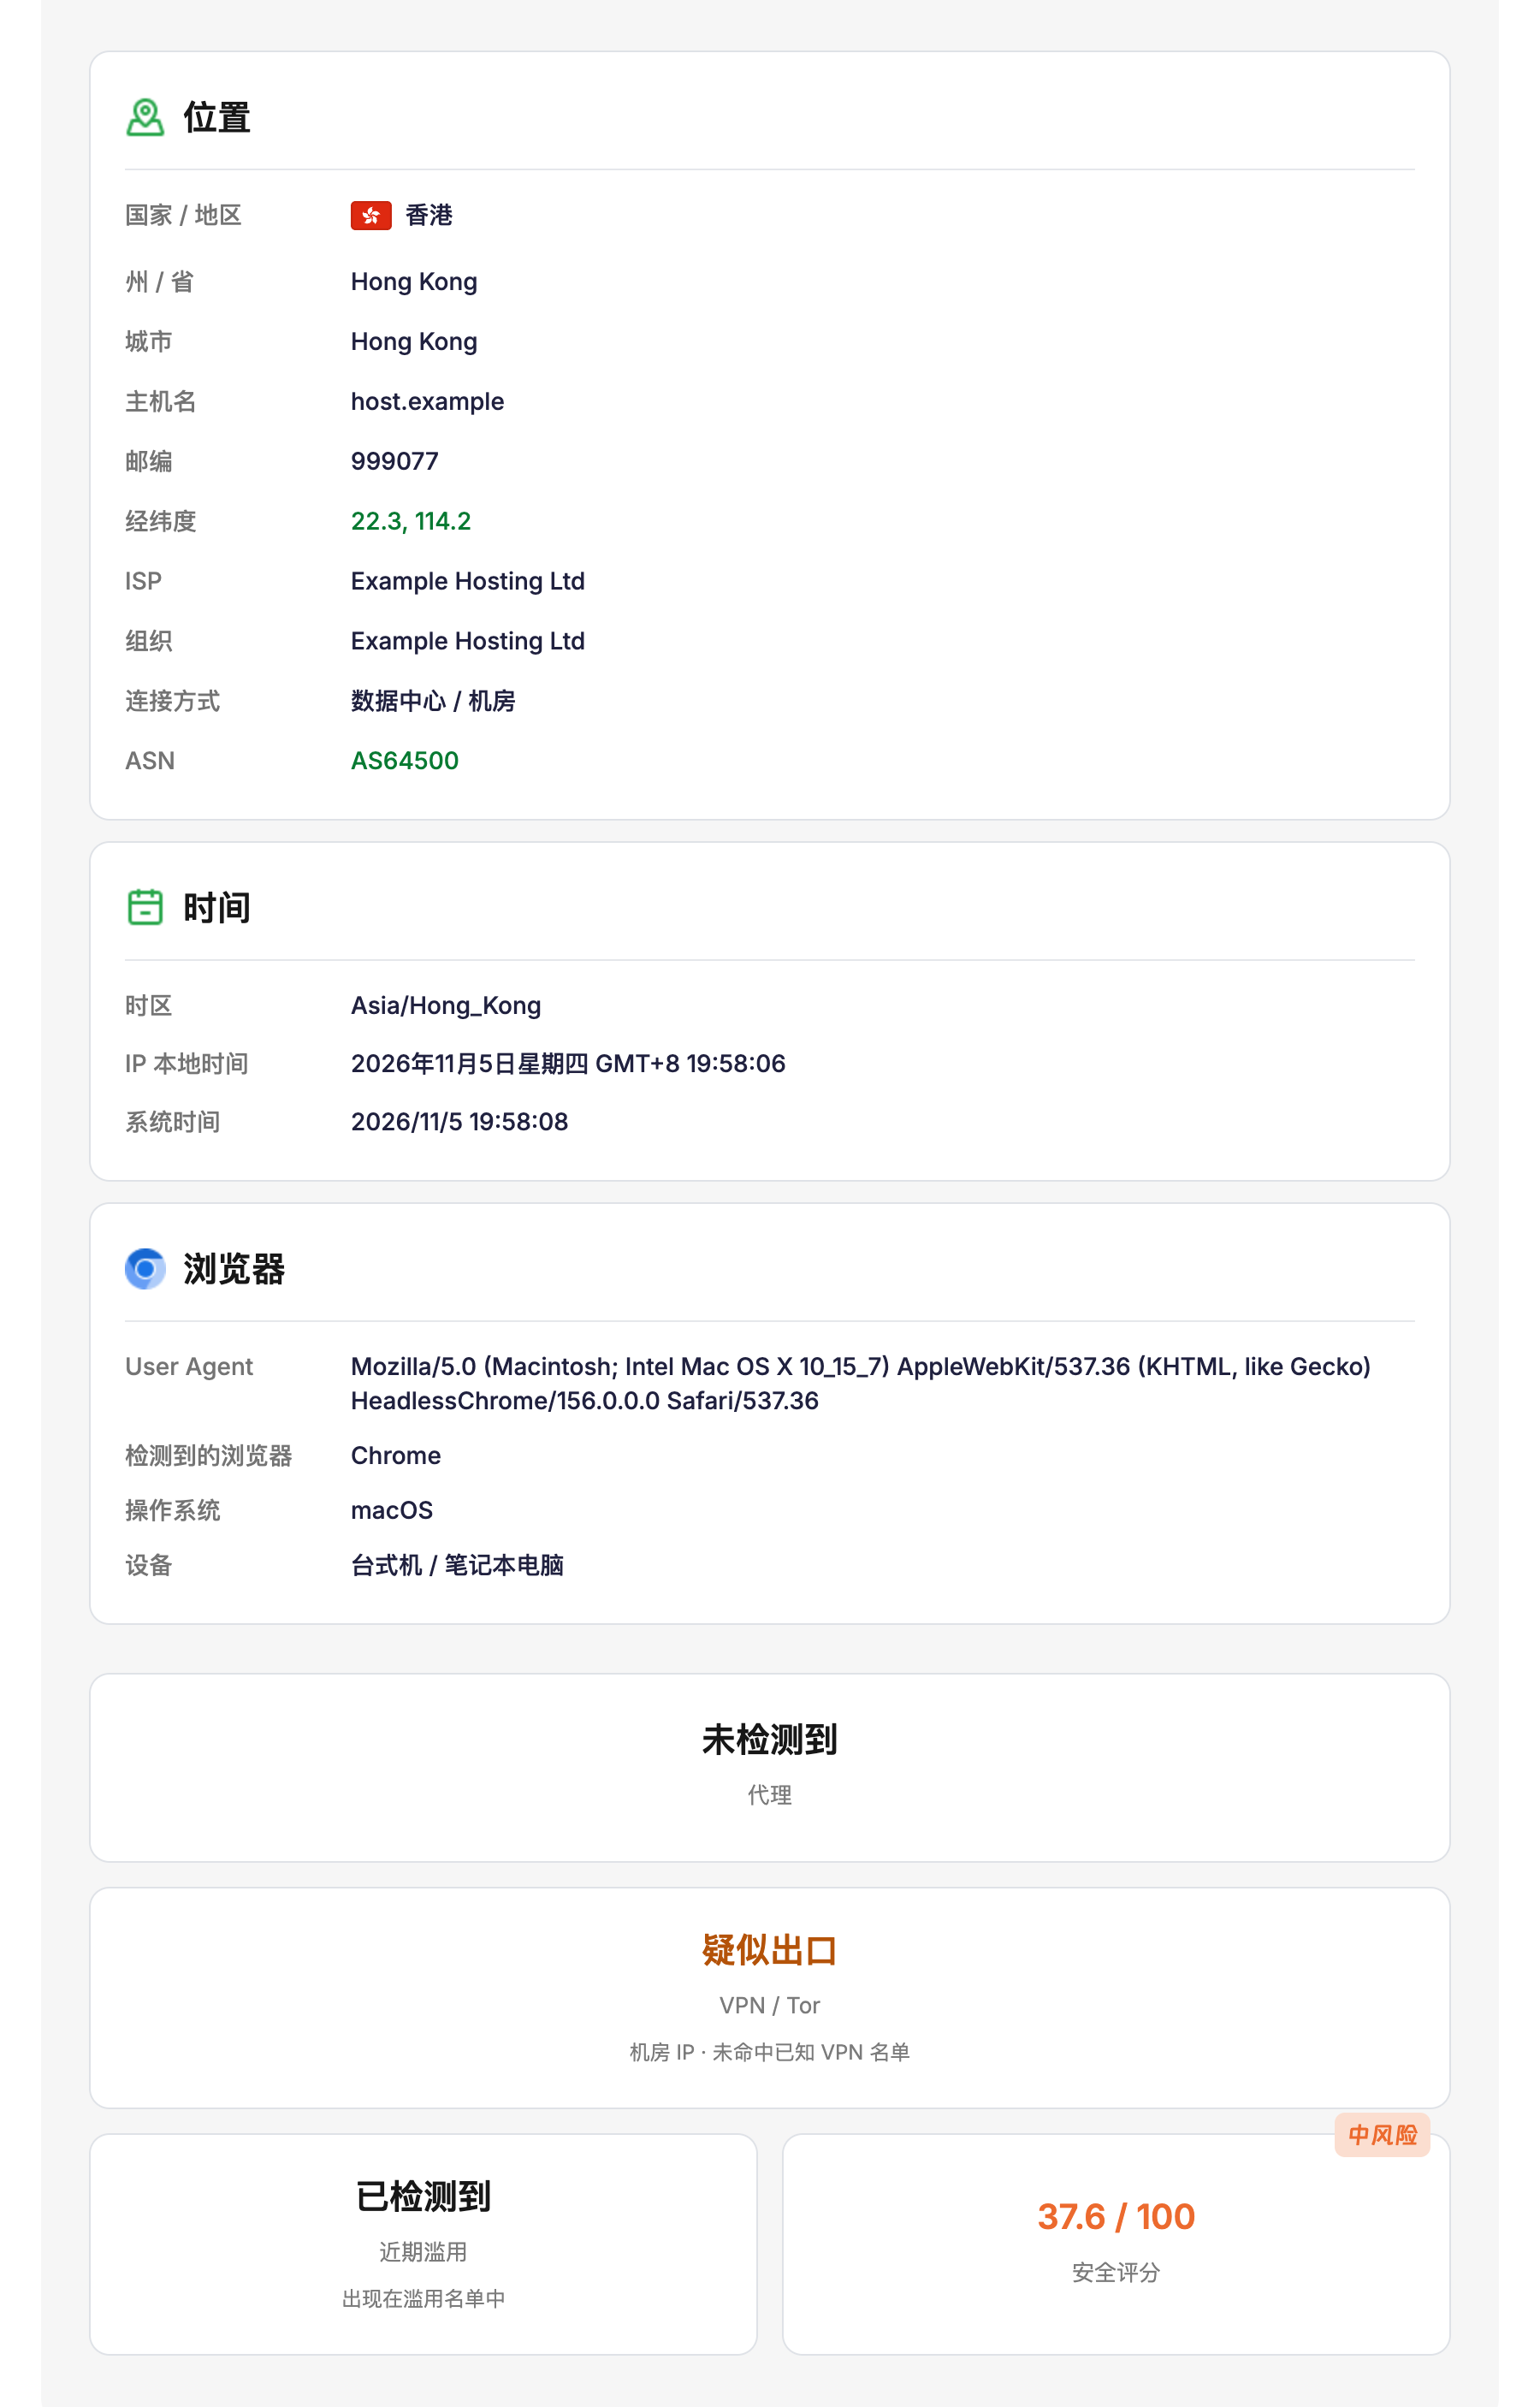 位置
国家 / 地区 香港
州 / 省 Hong Kong
城市 Hong Kong
主机名 host.example
邮编 999077
经纬度 22.3, 114.2
ISP Example Hosting Ltd
组织 Example Hosting Ltd
连接方式 数据中心 / 机房
ASN AS64500
时间
时区 Asia/Hong_Kong
IP 本地时间 2026年11月5日星期四 GMT+8 19:58:06
系统时间 2026/11/5 19:58:08
浏览器
User Agent Mozilla/5.0 (Macintosh; Intel Mac OS X 10_15_7) AppleWebKit/537.36 (KHTML, like Gecko)
HeadlessChrome/156.0.0.0 Safari/537.36
检测到的浏览器 Chrome
操作系统 macOS
设备 台式机 / 笔记本电脑
未检测到
代理
疑似出口
VPN / Tor
机房 IP · 未命中已知 VPN 名单
已检测到
近期滥用
出现在滥用名单中
中风险
37.6 / 100
安全评分